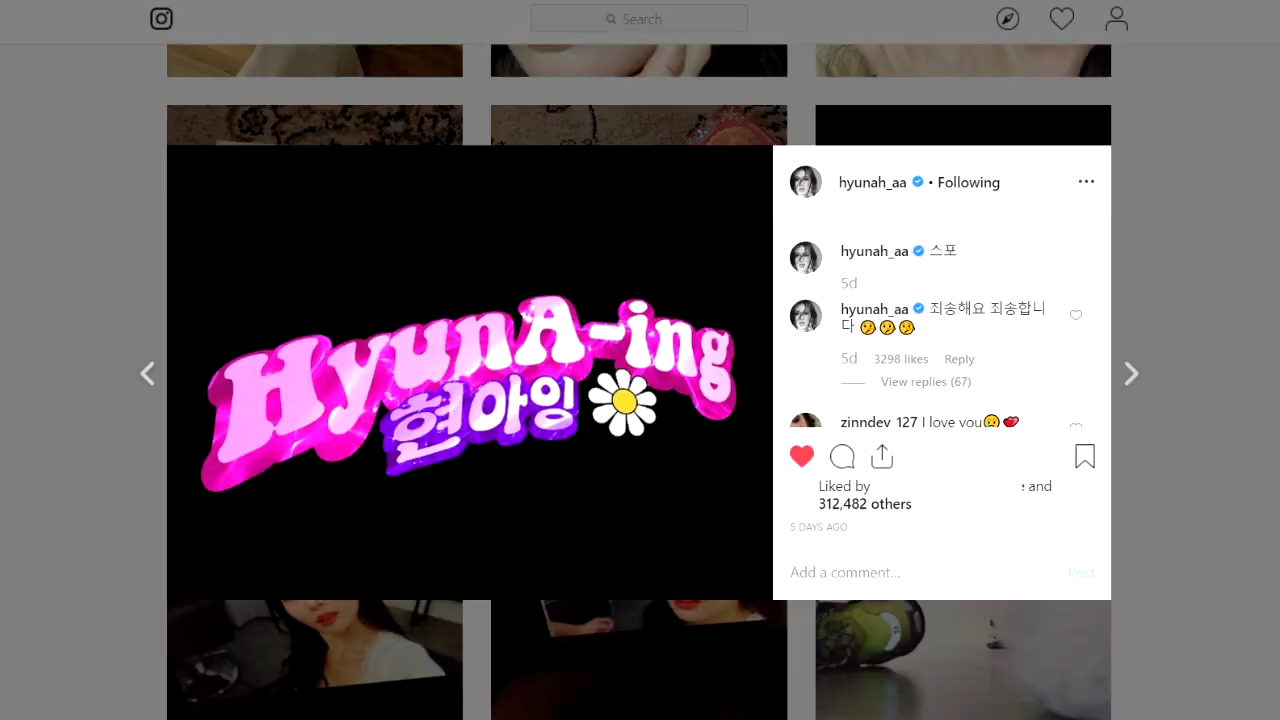 Search
HyunA-ing
현아잉
hyunah_aa • Following
hyunah_aa 스포
5d
hyunah_aa 죄송해요 죄송합니
다 😕😕😕
5d 3298 likes Reply
View replies (67)
zinndev_127 I love you😥💋
Liked by and
312,482 others
5 DAYS AGO
Add a comment...
Post